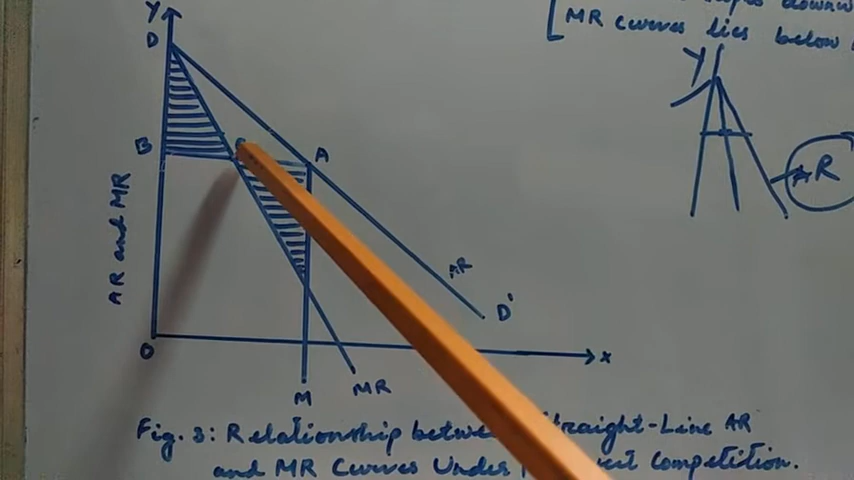 MR curves lies below
Y
D
B
A
AR and MR
AR
D'
O
x
M
MR
Y
AR
Fig. 3: Relationship Straight-Line AR
and MR Curves Under Competition.